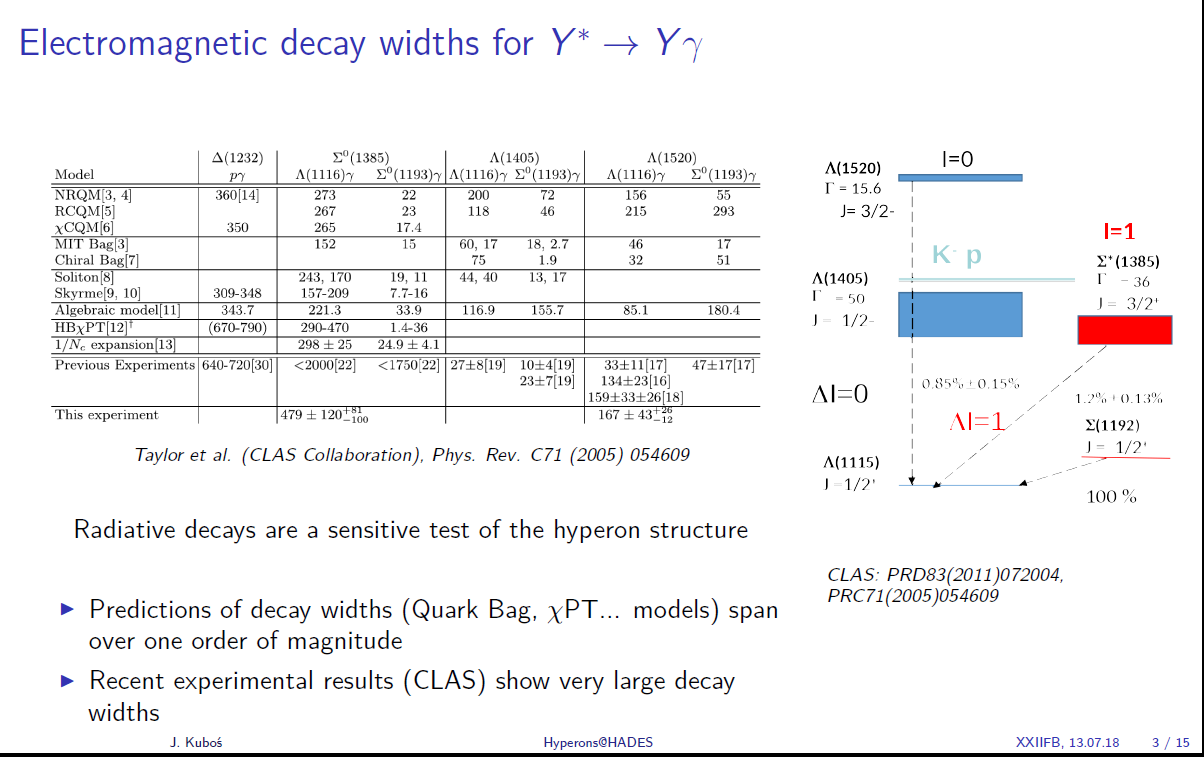 Electromagnetic decay widths for Y* → Yγ
Δ(1232) Σ⁰(1385) Λ(1405) Λ(1520)
Model pγ Λ(1116)γ Σ⁰(1193)γ Λ(1116)γ Σ⁰(1193)γ Λ(1116)γ Σ⁰(1193)γ
NRQM[3, 4] 360[14] 273 22 200 72 156 55
RCQM[5] 267 23 118 46 215 293
χCQM[6] 350 265 17.4
MIT Bag[3] 152 15 60, 17 18, 2.7 46 17
Chiral Bag[7] 75 1.9 32 51
Soliton[8] 243, 170 19, 11 44, 40 13, 17
Skyrme[9, 10] 309-348 157-209 7.7-16
Algebraic model[11] 343.7 221.3 33.9 116.9 155.7 85.1 180.4
HBχPT[12]† (670-790) 290-470 1.4-36
1/Nc expansion[13] 298 ± 25 24.9 ± 4.1
Previous Experiments 640-720[30] <2000[22] <1750[22] 27±8[19] 10±4[19] 33±11[17] 47±17[17]
23±7[19] 134±23[16]
159±33±26[18]
This experiment 479 ± 120+81−100 167 ± 43+26−12
Taylor et al. (CLAS Collaboration), Phys. Rev. C71 (2005) 054609
Λ(1520)
Γ = 15.6
J= 3/2-
I=0
K- p
I=1
Σ*(1385)
Γ = 36
J = 3/2+
Λ(1405)
Γ = 50
J = 1/2-
0.85% ± 0.15%
ΔI=0
ΔI=1
1.2% ± 0.13%
Σ(1192)
J = 1/2+
Λ(1115)
J =1/2+
100 %
CLAS: PRD83(2011)072004,
PRC71(2005)054609
Radiative decays are a sensitive test of the hyperon structure
▶ Predictions of decay widths (Quark Bag, χPT... models) span
over one order of magnitude
▶ Recent experimental results (CLAS) show very large decay
widths
J. Kuboś Hyperons@HADES XXIIFB, 13.07.18 3 / 15